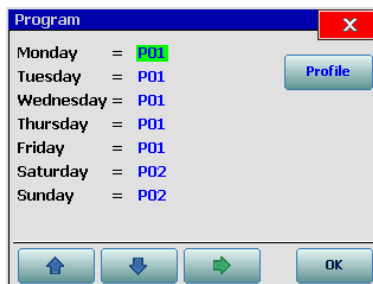 Program
X
Monday = P01
Tuesday = P01
Wednesday = P01
Thursday = P01
Friday = P01
Saturday = P02
Sunday = P02
Profile
OK